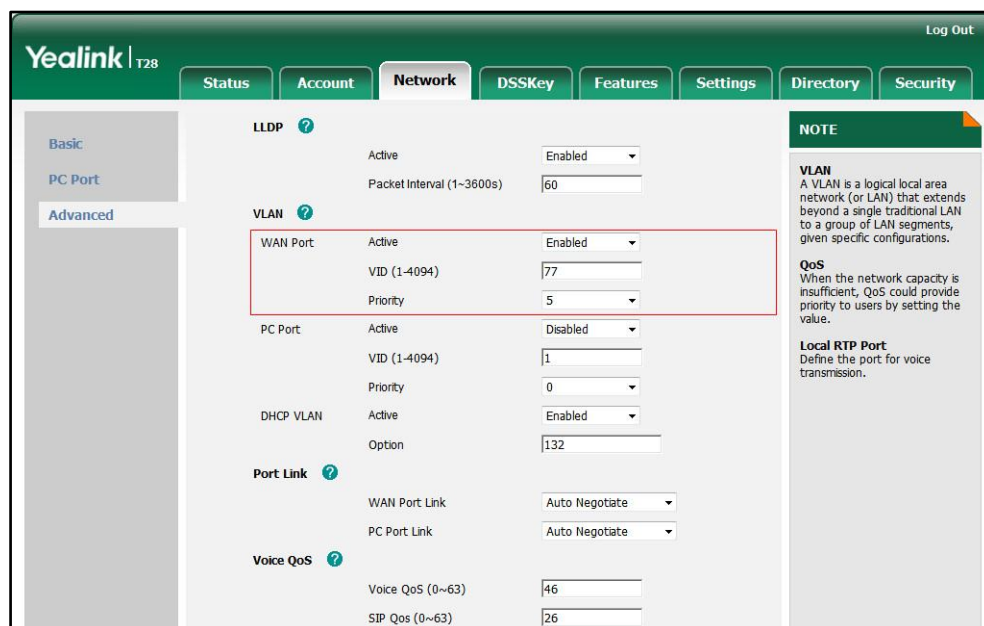 Log Out
Yealink | T28
Status Account Network DSSKey Features Settings Directory Security
Basic
PC Port
Advanced
LLDP ?
Active Enabled
Packet Interval (1~3600s) 60
VLAN ?
WAN Port Active Enabled
VID (1-4094) 77
Priority 5
PC Port Active Disabled
VID (1-4094) 1
Priority 0
DHCP VLAN Active Enabled
Option 132
Port Link ?
WAN Port Link Auto Negotiate
PC Port Link Auto Negotiate
Voice QoS ?
Voice QoS (0~63) 46
SIP Qos (0~63) 26
NOTE
VLAN
A VLAN is a logical local area
network (or LAN) that extends
beyond a single traditional LAN
to a group of LAN segments,
given specific configurations.
QoS
When the network capacity is
insufficient, QoS could provide
priority to users by setting the
value.
Local RTP Port
Define the port for voice
transmission.